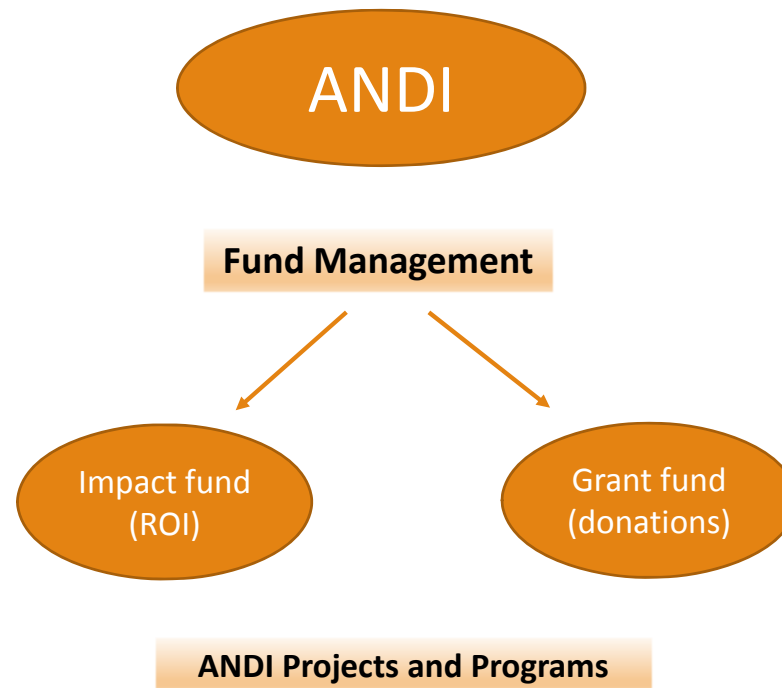 ANDI
Fund Management
Impact fund
(ROI)
Grant fund
(donations)
ANDI Projects and Programs